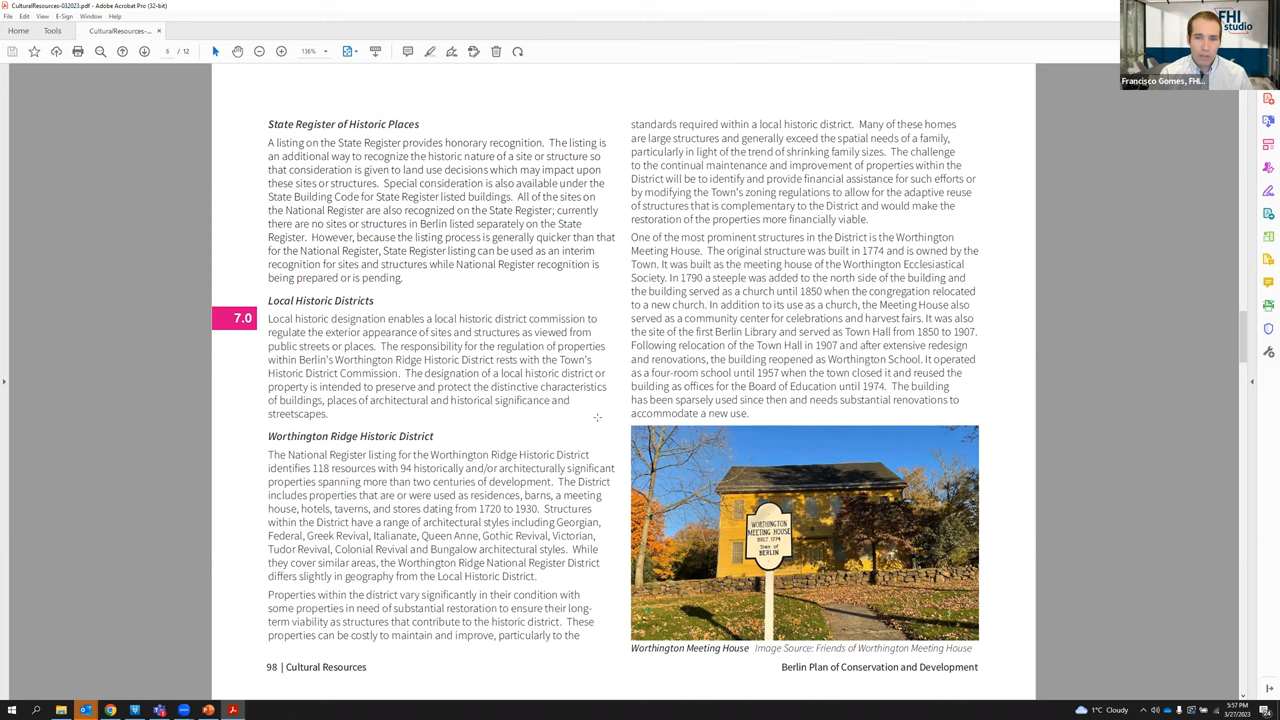 CulturalResources-032023.pdf - Adobe Acrobat Pro (32-bit)
File Edit View E-Sign Window Help
Home Tools CulturalResources-... ×
6 / 12 136%
FHI studio
Francisco Gomes, FHI...
State Register of Historic Places
A listing on the State Register provides honorary recognition. The listing is
an additional way to recognize the historic nature of a site or structure so
that consideration is given to land use decisions which may impact upon
these sites or structures. Special consideration is also available under the
State Building Code for State Register listed buildings. All of the sites on
the National Register are also recognized on the State Register; currently
there are no sites or structures in Berlin listed separately on the State
Register. However, because the listing process is generally quicker than that
for the National Register, State Register listing can be used as an interim
recognition for sites and structures while National Register recognition is
being prepared or is pending.
Local Historic Districts
7.0
Local historic designation enables a local historic district commission to
regulate the exterior appearance of sites and structures as viewed from
public streets or places. The responsibility for the regulation of properties
within Berlin's Worthington Ridge Historic District rests with the Town's
Historic District Commission. The designation of a local historic district or
property is intended to preserve and protect the distinctive characteristics
of buildings, places of architectural and historical significance and
streetscapes.
Worthington Ridge Historic District
The National Register listing for the Worthington Ridge Historic District
identifies 118 resources with 94 historically and/or architecturally significant
properties spanning more than two centuries of development. The District
includes properties that are or were used as residences, barns, a meeting
house, hotels, taverns, and stores dating from 1720 to 1930. Structures
within the District have a range of architectural styles including Georgian,
Federal, Greek Revival, Italianate, Queen Anne, Gothic Revival, Victorian,
Tudor Revival, Colonial Revival and Bungalow architectural styles. While
they cover similar areas, the Worthington Ridge National Register District
differs slightly in geography from the Local Historic District.
Properties within the district vary significantly in their condition with
some properties in need of substantial restoration to ensure their long-
term viability as structures that contribute to the historic district. These
properties can be costly to maintain and improve, particularly to the
standards required within a local historic district. Many of these homes
are large structures and generally exceed the spatial needs of a family,
particularly in light of the trend of shrinking family sizes. The challenge
to the continual maintenance and improvement of properties within the
District will be to identify and provide financial assistance for such efforts or
by modifying the Town's zoning regulations to allow for the adaptive reuse
of structures that is complementary to the District and would make the
restoration of the properties more financially viable.
One of the most prominent structures in the District is the Worthington
Meeting House. The original structure was built in 1774 and is owned by the
Town. It was built as the meeting house of the Worthington Ecclesiastical
Society. In 1790 a steeple was added to the north side of the building and
the building served as a church until 1850 when the congregation relocated
to a new church. In addition to its use as a church, the Meeting House also
served as a community center for celebrations and harvest fairs. It was also
the site of the first Berlin Library and served as Town Hall from 1850 to 1907.
Following relocation of the Town Hall in 1907 and after extensive redesign
and renovations, the building reopened as Worthington School. It operated
as a four-room school until 1957 when the town closed it and reused the
building as offices for the Board of Education until 1974. The building
has been sparsely used since then and needs substantial renovations to
accommodate a new use.
WORTHINGTON
MEETING HOUSE
BUILT 1774
Town of
BERLIN
Worthington Meeting House Image Source: Friends of Worthington Meeting House
98 | Cultural Resources
Berlin Plan of Conservation and Development
1°C Cloudy
5:57 PM
3/27/2023